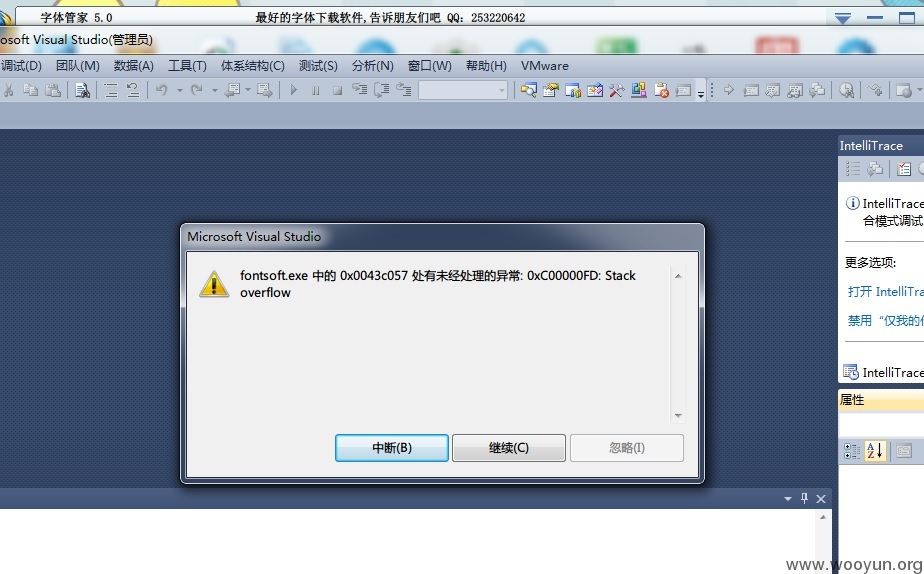 字体管家 5.0 最好的字体下载软件,告诉朋友们吧 QQ: 253220642
osoft Visual Studio(管理员)
调试(D) 团队(M) 数据(A) 工具(T) 体系结构(C) 测试(S) 分析(N) 窗口(W) 帮助(H) VMware
IntelliTrace
IntelliTrace
合模式调试
更多选项:
打开 IntelliTra
禁用 "仅我的代
IntelliTrace
属性
Microsoft Visual Studio
fontsoft.exe 中的 0x0043c057 处有未经处理的异常: 0xC00000FD: Stack
overflow
中断(B) 继续(C) 忽略(I)
www.wooyun.org